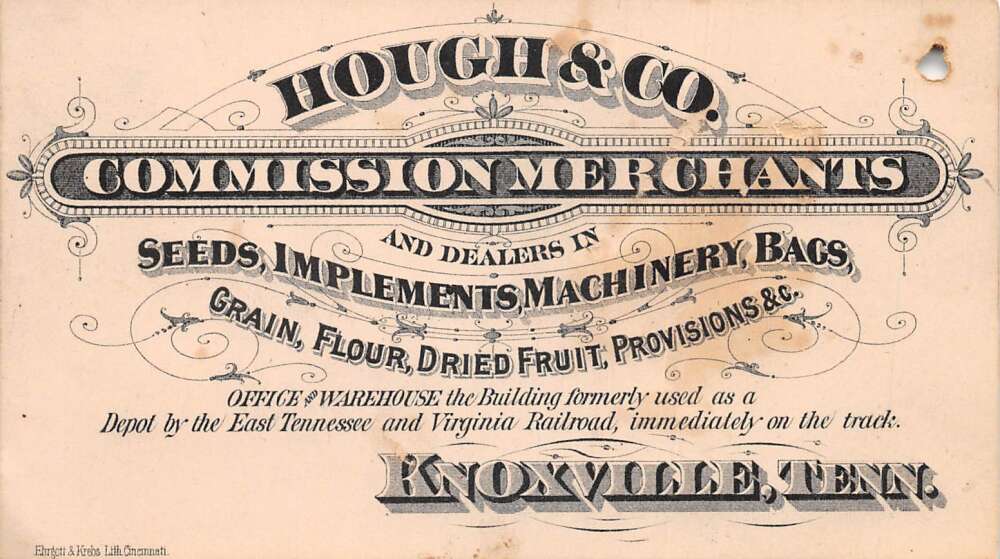 HOUGH & CO.
COMMISSION MERCHANTS
AND DEALERS IN
SEEDS, IMPLEMENTS, MACHINERY, BAGS,
GRAIN, FLOUR, DRIED FRUIT, PROVISIONS &c.
OFFICE AND WAREHOUSE the Building formerly used as a
Depot by the East Tennessee and Virginia Railroad, immediately on the track.
KNOXVILLE, TENN.
Ehrgott & Krebs Lith. Cincinnati.